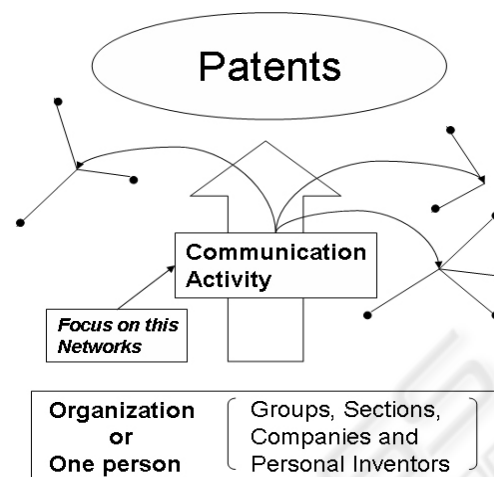 Patents
Communication
Activity
Focus on this
Networks
Organization
or
One person
Groups, Sections,
Companies and
Personal Inventors